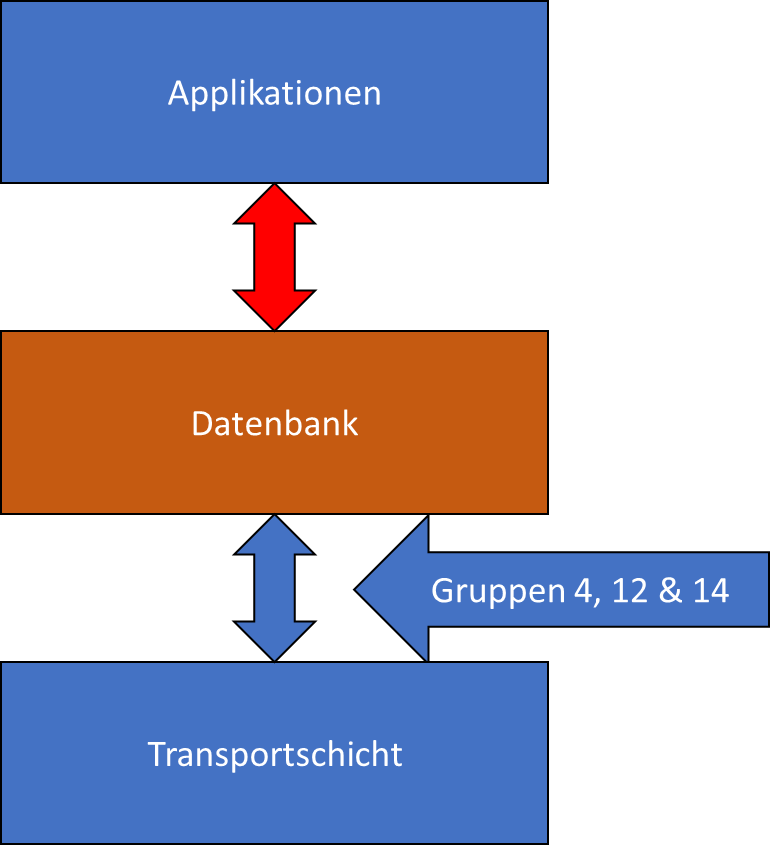 Applikationen
Datenbank
Gruppen 4, 12 & 14
Transportschicht